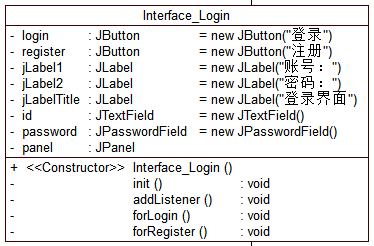 Interface_Login
- login : JButton = new JButton("登录")
- register : JButton = new JButton("注册")
- jLabel1 : JLabel = new JLabel("账号：")
- jLabel2 : JLabel = new JLabel("密码：")
- jLabelTitle : JLabel = new JLabel("登录界面")
- id : JTextField = new JTextField()
- password : JPasswordField = new JPasswordField()
- panel : JPanel
+ <<Constructor>> Interface_Login ()
- init () : void
- addListener () : void
- forLogin () : void
- forRegister () : void